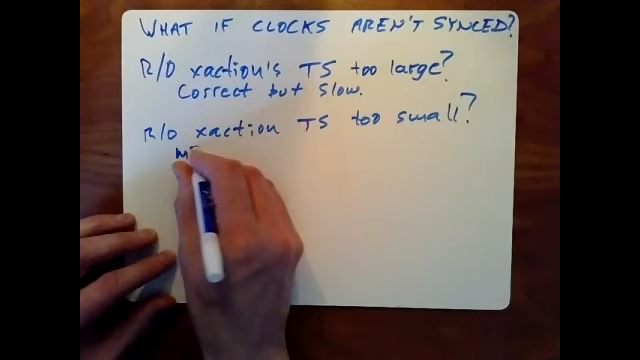 WHAT IF CLOCKS AREN'T SYNCED?
R/O xaction's TS too large?
Correct but slow.
R/O xaction TS too small?